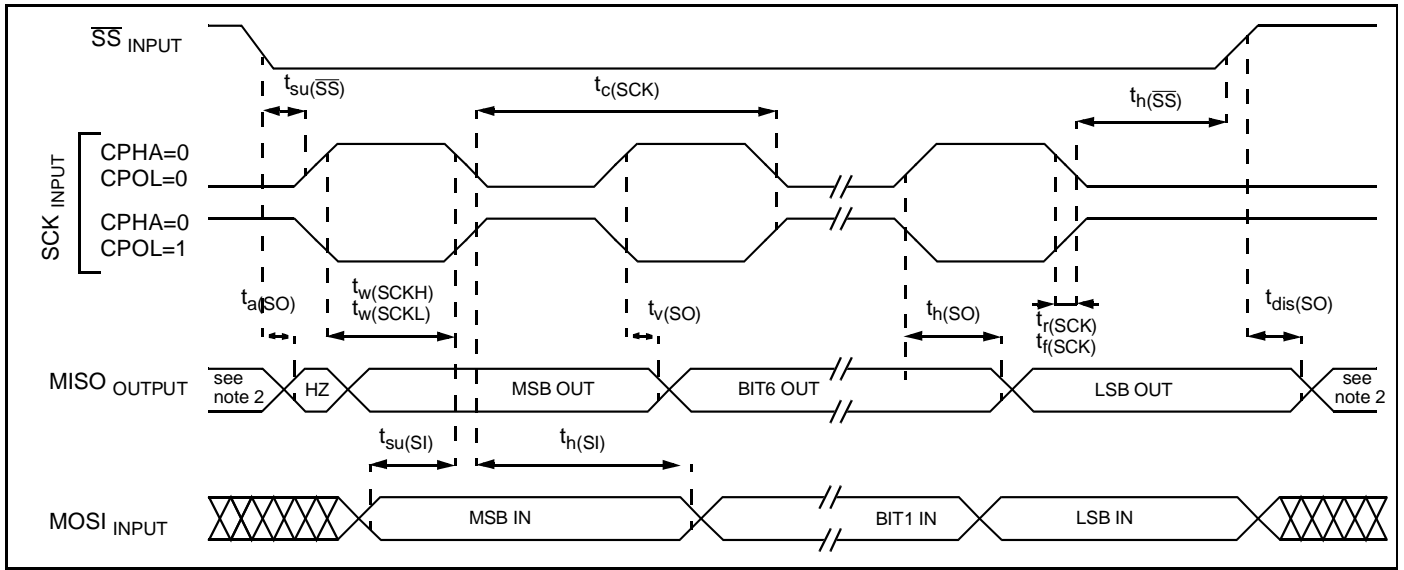 SS INPUT
tsu(SS)
tc(SCK)
th(SS)
SCK INPUT
CPHA=0
CPOL=0
CPHA=0
CPOL=1
ta(SO)
tw(SCKH)
tw(SCKL)
tv(SO)
th(SO)
tr(SCK)
tf(SCK)
tdis(SO)
MISO OUTPUT
see
note 2
HZ
MSB OUT
BIT6 OUT
LSB OUT
see
note 2
tsu(SI)
th(SI)
MOSI INPUT
MSB IN
BIT1 IN
LSB IN